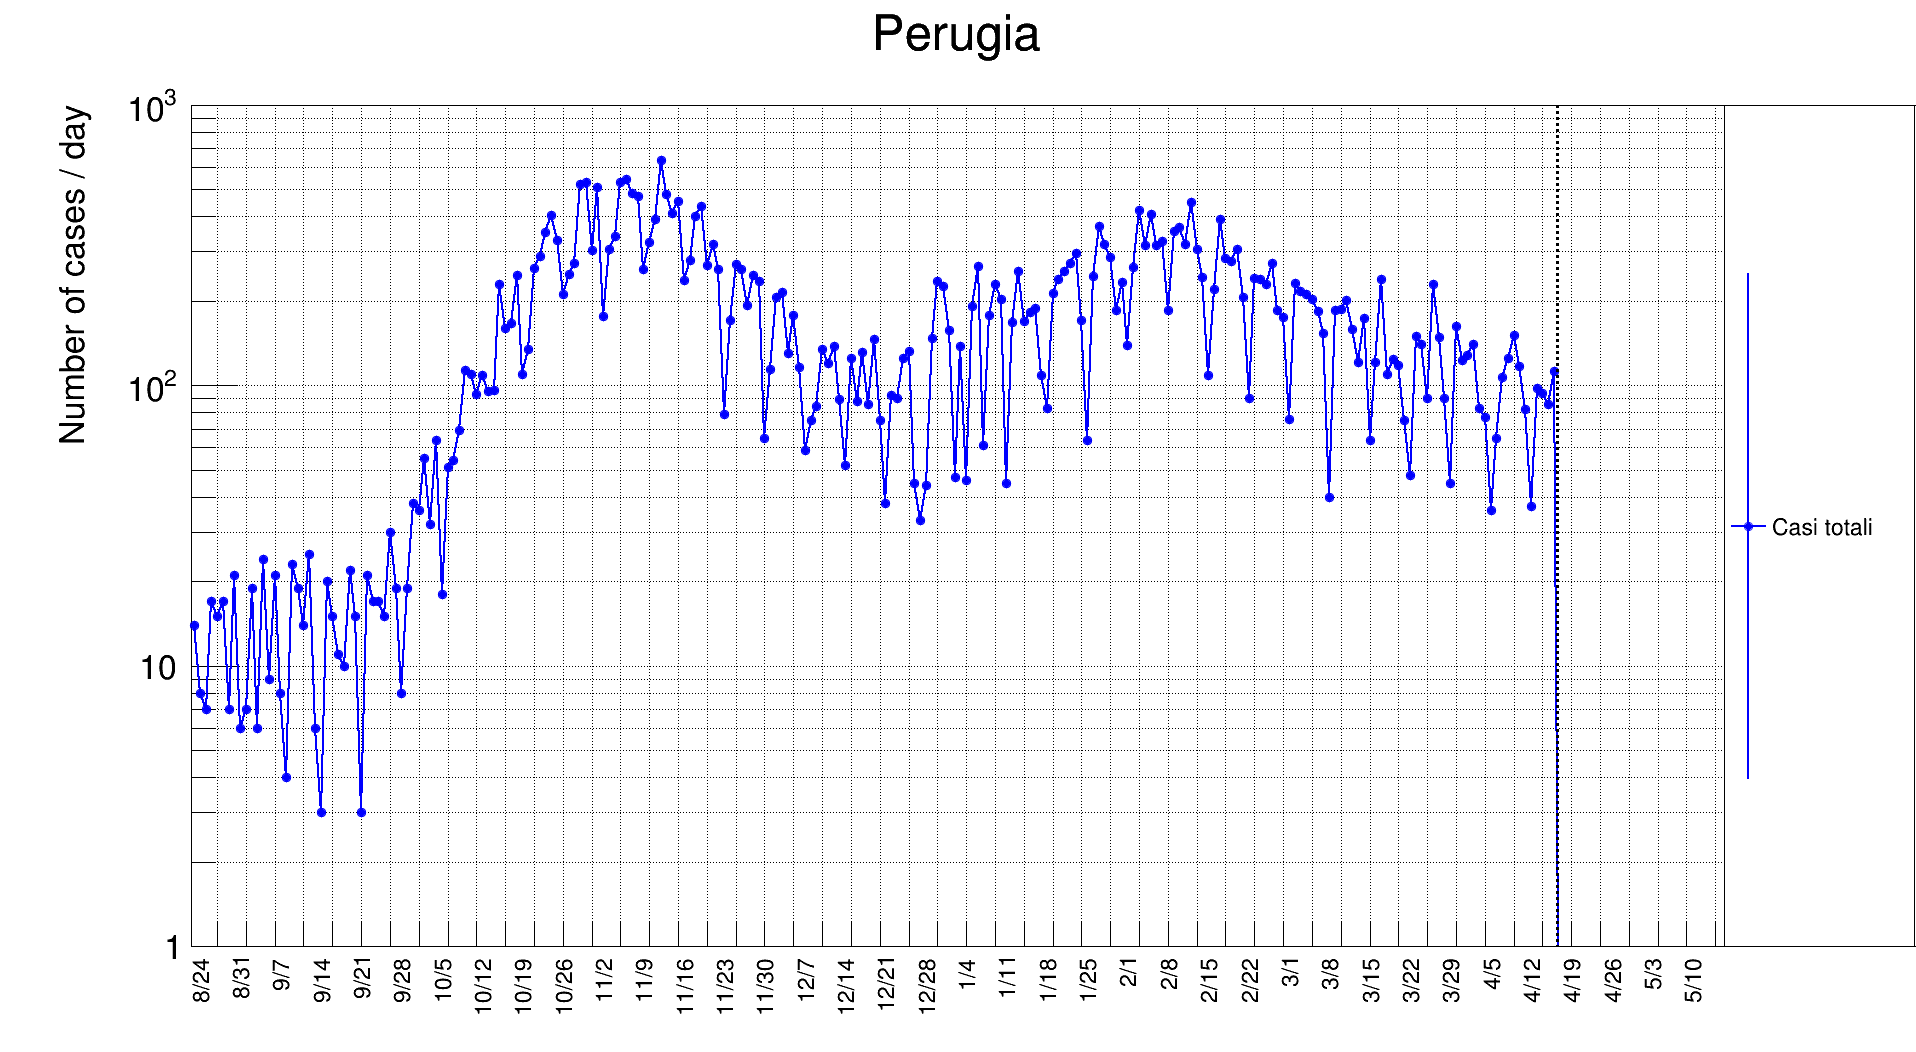 Perugia
Number of cases / day
10³
10²
10
1
8/24 8/31 9/7 9/14 9/21 9/28 10/5 10/12 10/19 10/26 11/2 11/9 11/16 11/23 11/30 12/7 12/14 12/21 12/28 1/4 1/11 1/18 1/25 2/1 2/8 2/15 2/22 3/1 3/8 3/15 3/22 3/29 4/5 4/12 4/19 4/26 5/3 5/10
Casi totali